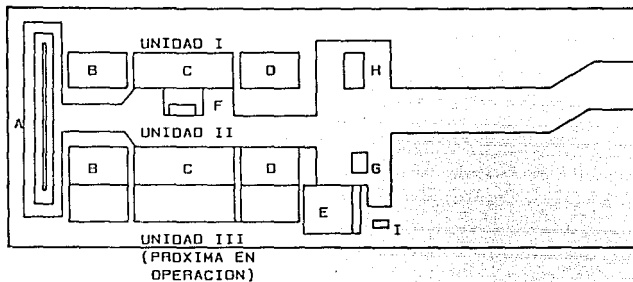 UNIDAD I
B C D H
F
A
UNIDAD II
B C D G
E
I
UNIDAD III
(PROXIMA EN
OPERACION)